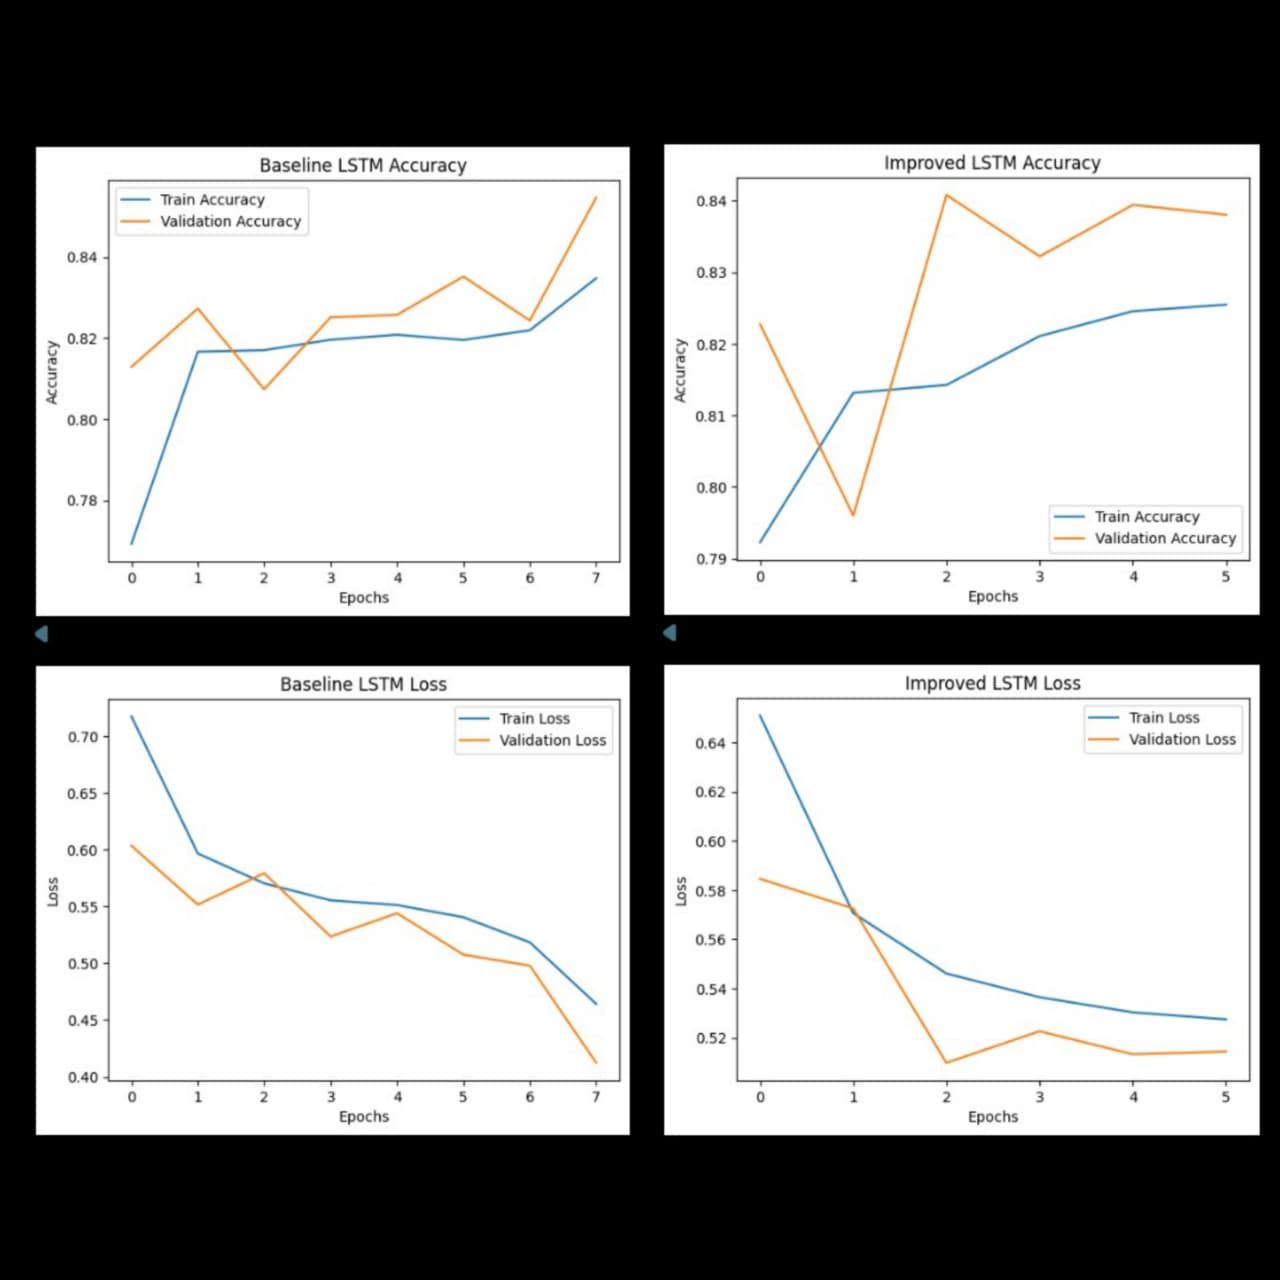 Baseline LSTM Accuracy
Train Accuracy
Validation Accuracy
0.84
0.82
0.80
0.78
Accuracy
0 1 2 3 4 5 6 7
Epochs
Improved LSTM Accuracy
0.84
0.83
0.82
0.81
0.80
0.79
Accuracy
Train Accuracy
Validation Accuracy
0 1 2 3 4 5
Epochs
Baseline LSTM Loss
Train Loss
Validation Loss
0.70
0.65
0.60
0.55
0.50
0.45
0.40
Loss
0 1 2 3 4 5 6 7
Epochs
Improved LSTM Loss
Train Loss
Validation Loss
0.64
0.62
0.60
0.58
0.56
0.54
0.52
Loss
0 1 2 3 4 5
Epochs